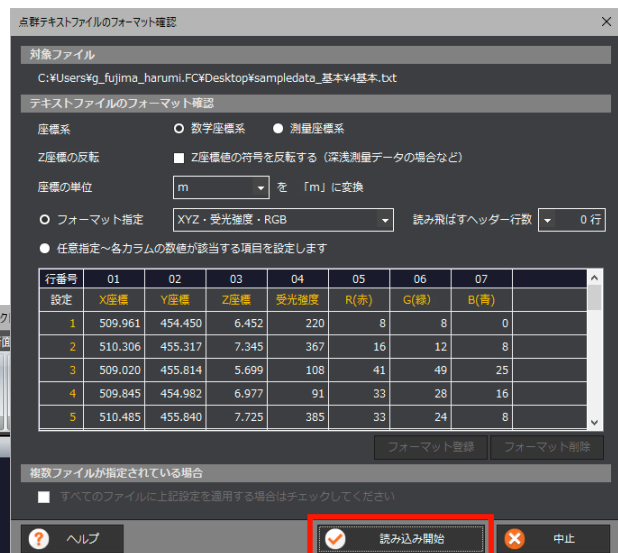 点群テキストファイルのフォーマット確認
対象ファイル
C:¥Users¥g_fujima_harumi.FC¥Desktop¥sampledata_基本¥4基本.txt
テキストファイルのフォーマット確認
座標系 数学座標系 測量座標系
Z座標の反転 Z座標値の符号を反転する（深浅測量データの場合など）
座標の単位 m を 「m」に変換
フォーマット指定 XYZ・受光強度・RGB 読み飛ばすヘッダー行数 0 行
任意指定～各カラムの数値が該当する項目を設定します
行番号 01 02 03 04 05 06 07
設定 X座標 Y座標 Z座標 受光強度 R(赤) G(緑) B(青)
1 509.961 454.450 6.452 220 8 8 0
2 510.306 455.317 7.345 367 16 12 8
3 509.020 455.814 5.699 108 41 49 25
4 509.845 454.982 6.977 91 33 28 16
5 510.485 455.840 7.725 385 33 24 8
フォーマット登録 フォーマット削除
複数ファイルが指定されている場合
すべてのファイルに上記設定を適用する場合はチェックしてください
ヘルプ 読み込み開始 中止